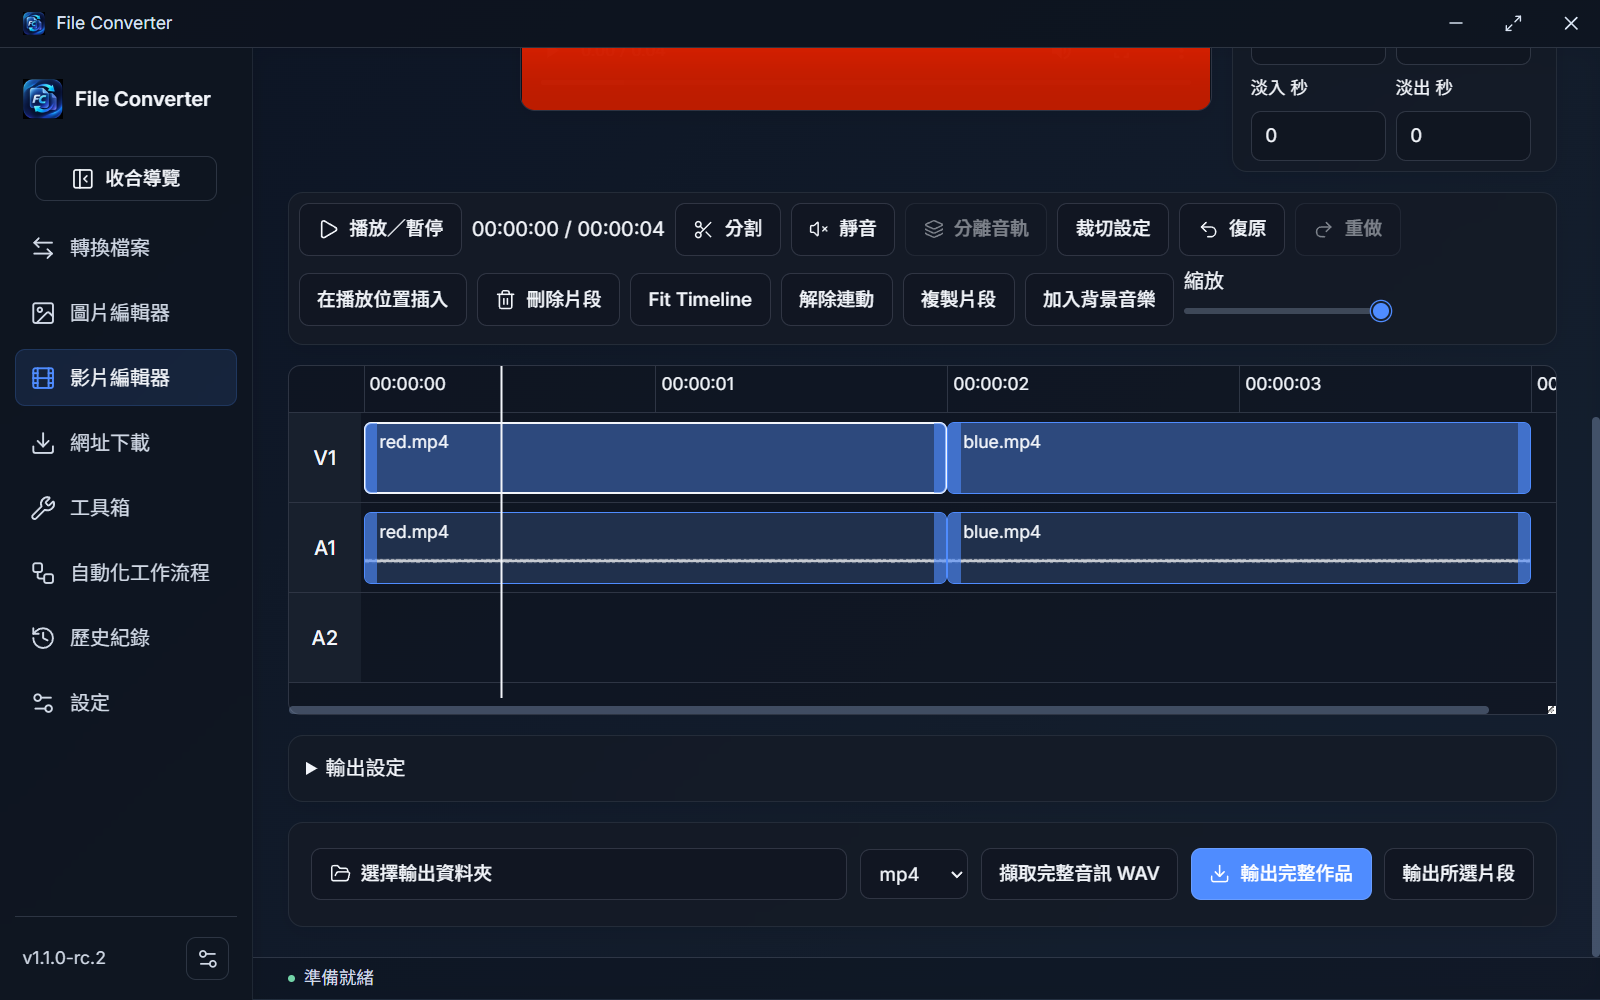 File Converter
File Converter
收合導覽
轉換檔案
圖片編輯器
影片編輯器
網址下載
工具箱
自動化工作流程
歷史紀錄
設定
v1.1.0-rc.2
淡入 秒
淡出 秒
0
0
播放／暫停
00:00:00 / 00:00:04
分割
靜音
分離音軌
裁切設定
復原
重做
在播放位置插入
刪除片段
Fit Timeline
解除連動
複製片段
加入背景音樂
縮放
00:00:00
00:00:01
00:00:02
00:00:03
00
V1
red.mp4
blue.mp4
A1
red.mp4
blue.mp4
A2
輸出設定
選擇輸出資料夾
mp4
擷取完整音訊 WAV
輸出完整作品
輸出所選片段
準備就緒